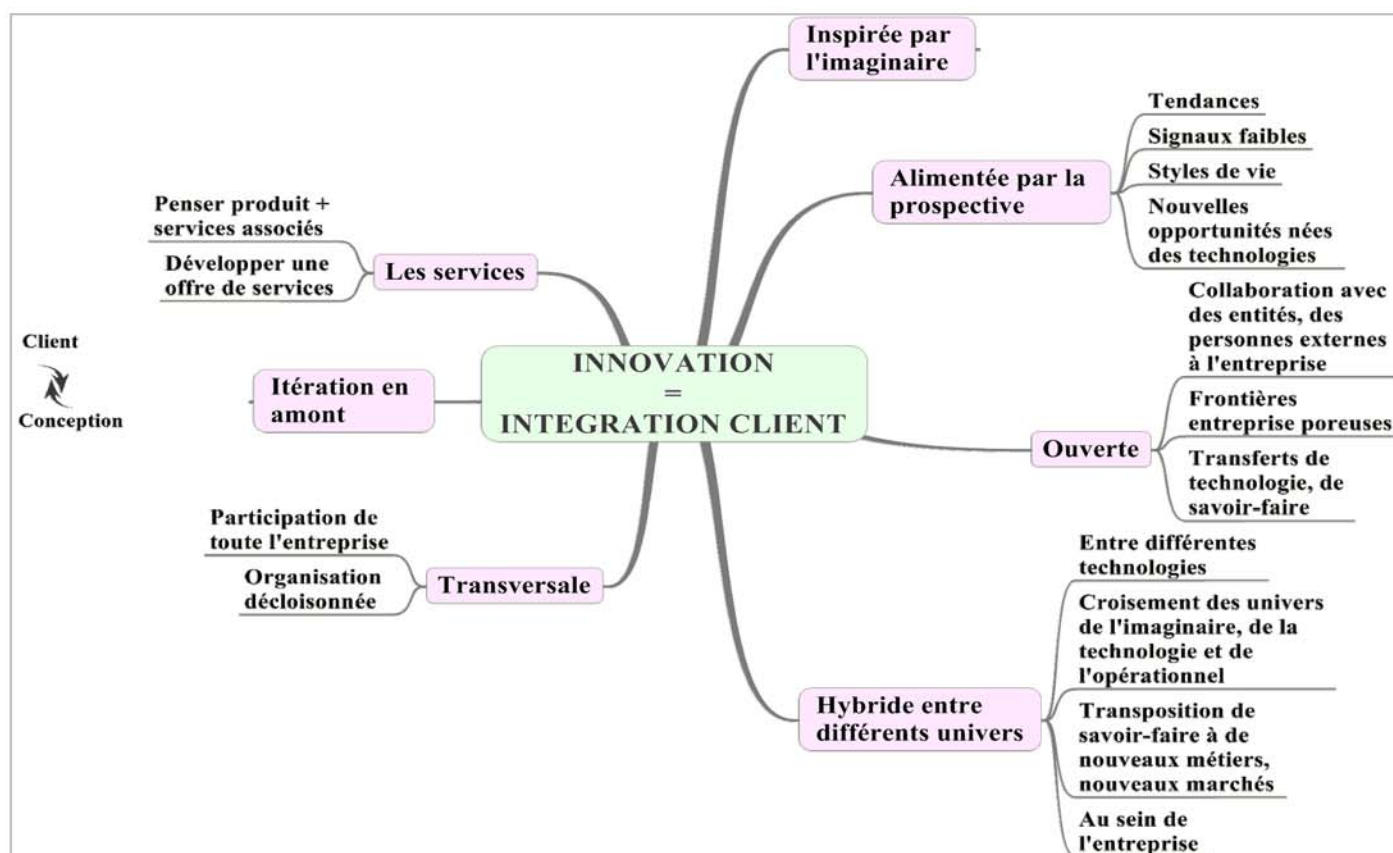 INNOVATION
=
INTEGRATION CLIENT
Inspirée par
l'imaginaire
Alimentée par la
prospective
Tendances
Signaux faibles
Styles de vie
Nouvelles
opportunités nées
des technologies
Ouverte
Collaboration avec
des entités, des
personnes externes
à l'entreprise
Frontières
entreprise poreuses
Transferts de
technologie, de
savoir-faire
Hybride entre
différents univers
Entre différentes
technologies
Croisement des univers
de l'imaginaire, de la
technologie et de
l'opérationnel
Transposition de
savoir-faire à de
nouveaux métiers,
nouveaux marchés
Au sein de
l'entreprise
Les services
Penser produit +
services associés
Développer une
offre de services
Itération en
amont
Client
Conception
Transversale
Participation de
toute l'entreprise
Organisation
décloisonnée